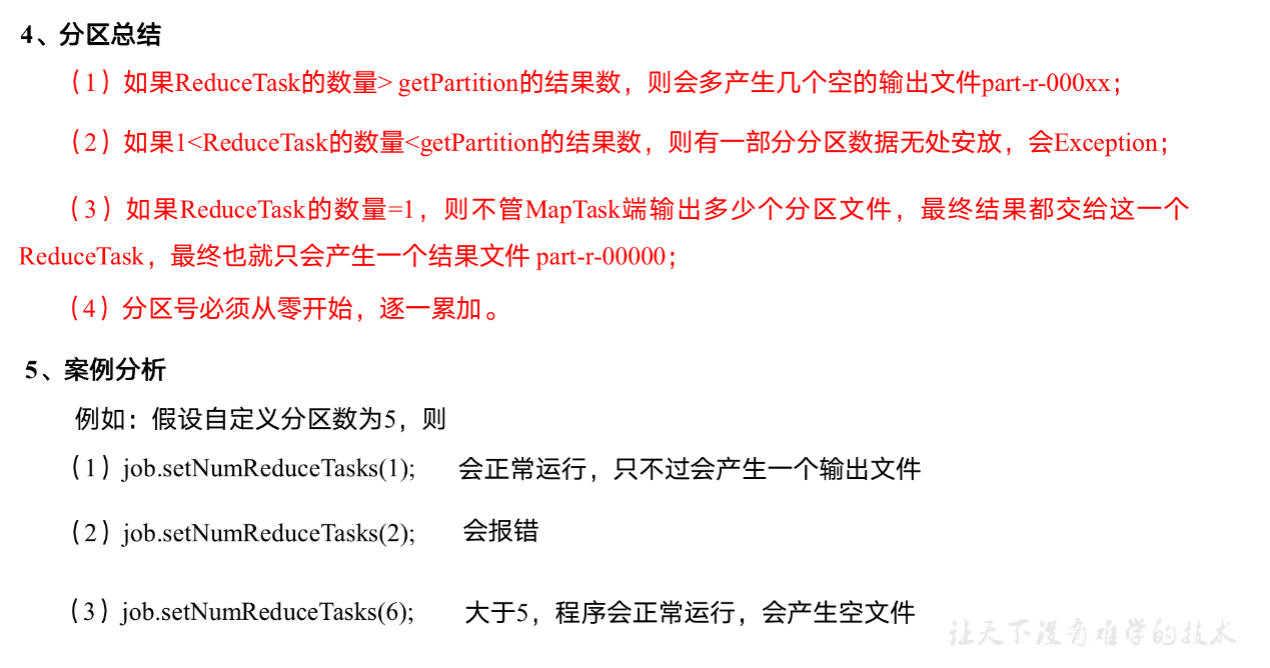 4、分区总结
（1）如果ReduceTask的数量> getPartition的结果数，则会多产生几个空的输出文件part-r-000xx；
（2）如果1<ReduceTask的数量<getPartition的结果数，则有一部分分区数据无处安放，会Exception；
（3）如果ReduceTask的数量=1，则不管MapTask端输出多少个分区文件，最终结果都交给这一个
ReduceTask，最终也就只会产生一个结果文件 part-r-00000；
（4）分区号必须从零开始，逐一累加。
5、案例分析
例如：假设自定义分区数为5，则
（1）job.setNumReduceTasks(1); 会正常运行，只不过会产生一个输出文件
（2）job.setNumReduceTasks(2); 会报错
（3）job.setNumReduceTasks(6); 大于5，程序会正常运行，会产生空文件
让天下没有难学的技术